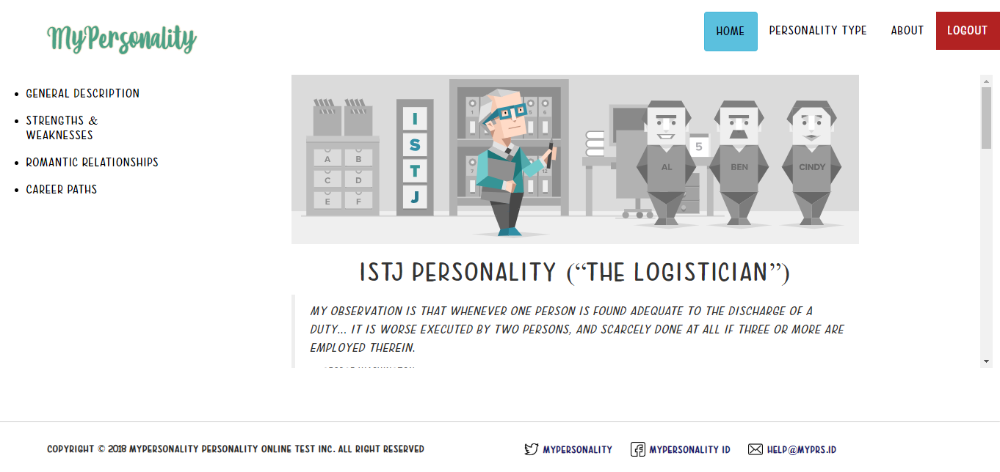 MyPersonality
HOME
PERSONALITY TYPE
ABOUT
LOGOUT
GENERAL DESCRIPTION
STRENGTHS &
WEAKNESSES
ROMANTIC RELATIONSHIPS
CAREER PATHS
A B
C D
E F
I
S
T
J
1
5
6
7
12
5
AL
BEN
CINDY
ISTJ PERSONALITY (“THE LOGISTICIAN”)
MY OBSERVATION IS THAT WHENEVER ONE PERSON IS FOUND ADEQUATE TO THE DISCHARGE OF A
DUTY... IT IS WORSE EXECUTED BY TWO PERSONS, AND SCARCELY DONE AT ALL IF THREE OR MORE ARE
EMPLOYED THEREIN.
COPYRIGHT © 2018 MYPERSONALITY PERSONALITY ONLINE TEST INC. ALL RIGHT RESERVED
MYPERSONALITY
MYPERSONALITY ID
HELP@MYPRS.ID